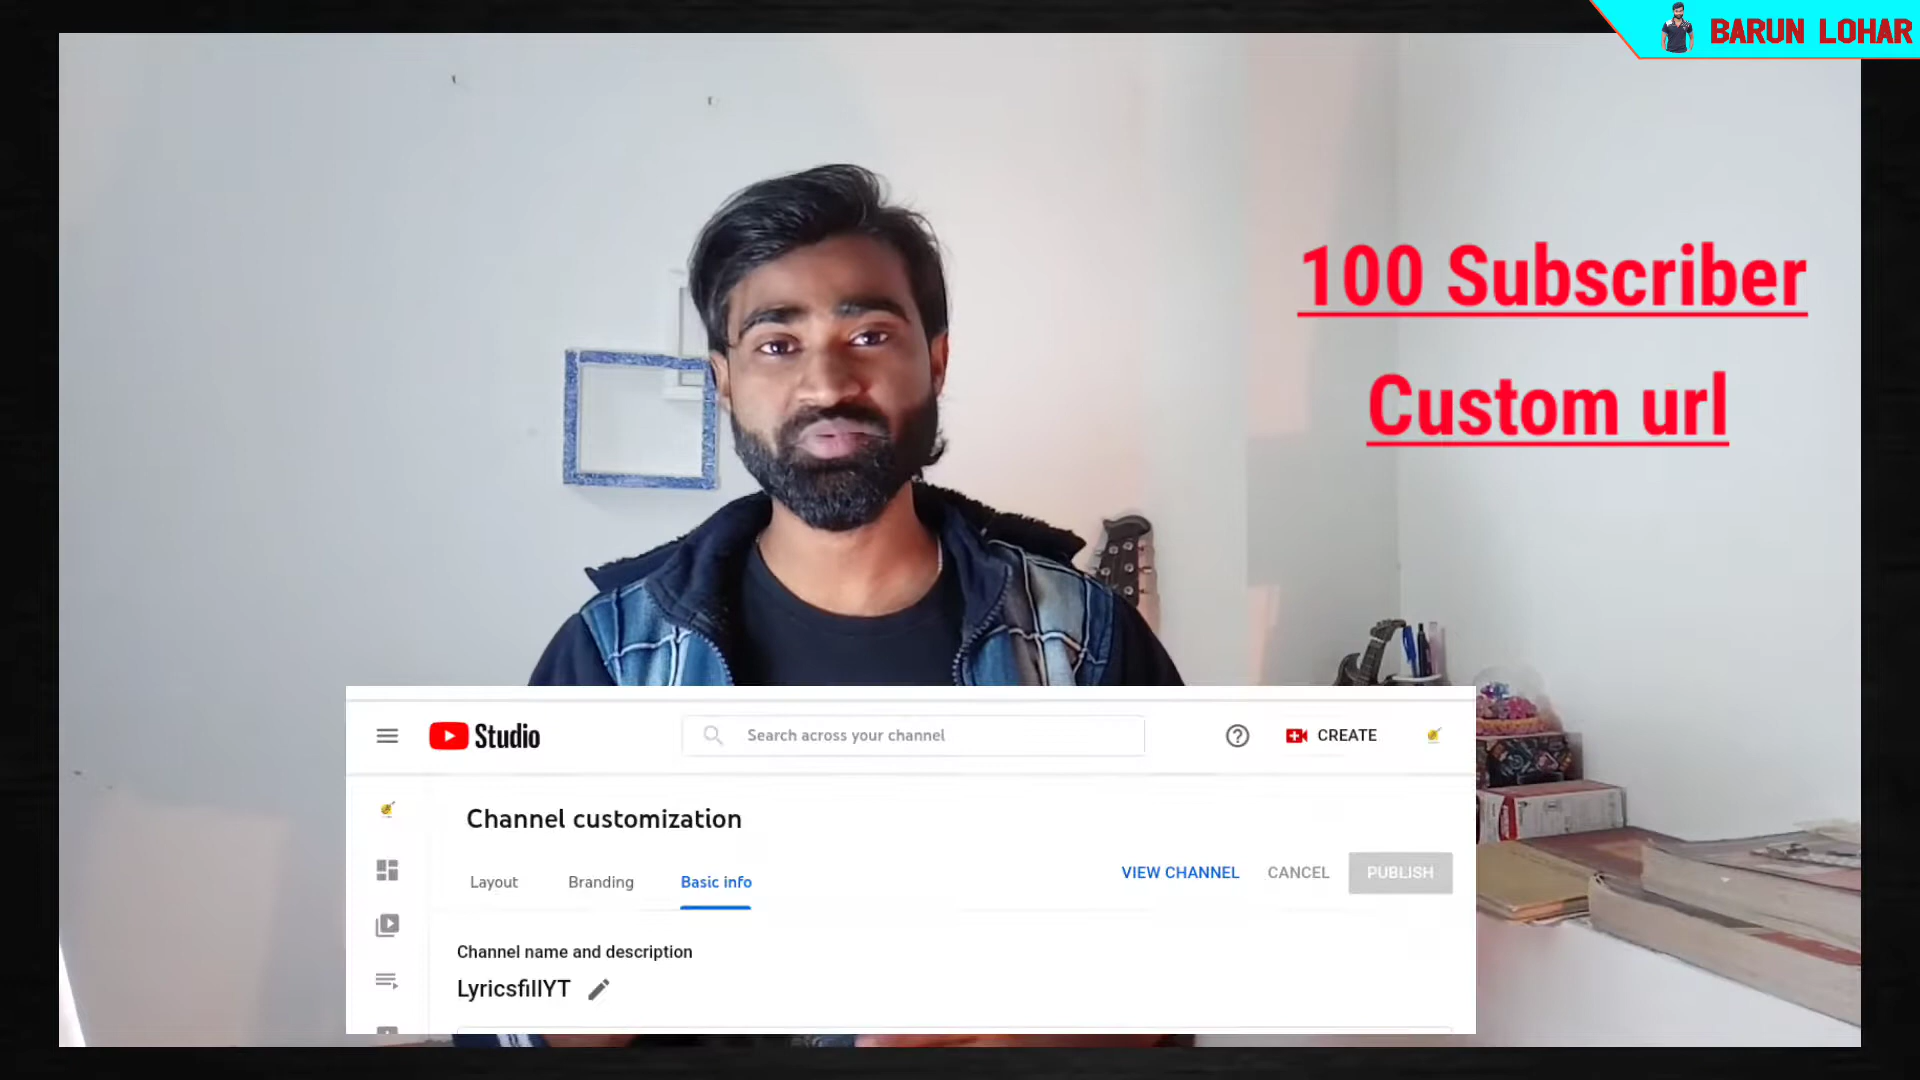 BARUN LOHAR
100 Subscriber
Custom url
Studio
Search across your channel
CREATE
Channel customization
Layout
Branding
Basic info
VIEW CHANNEL
CANCEL
PUBLISH
Channel name and description
LyricsfillYT